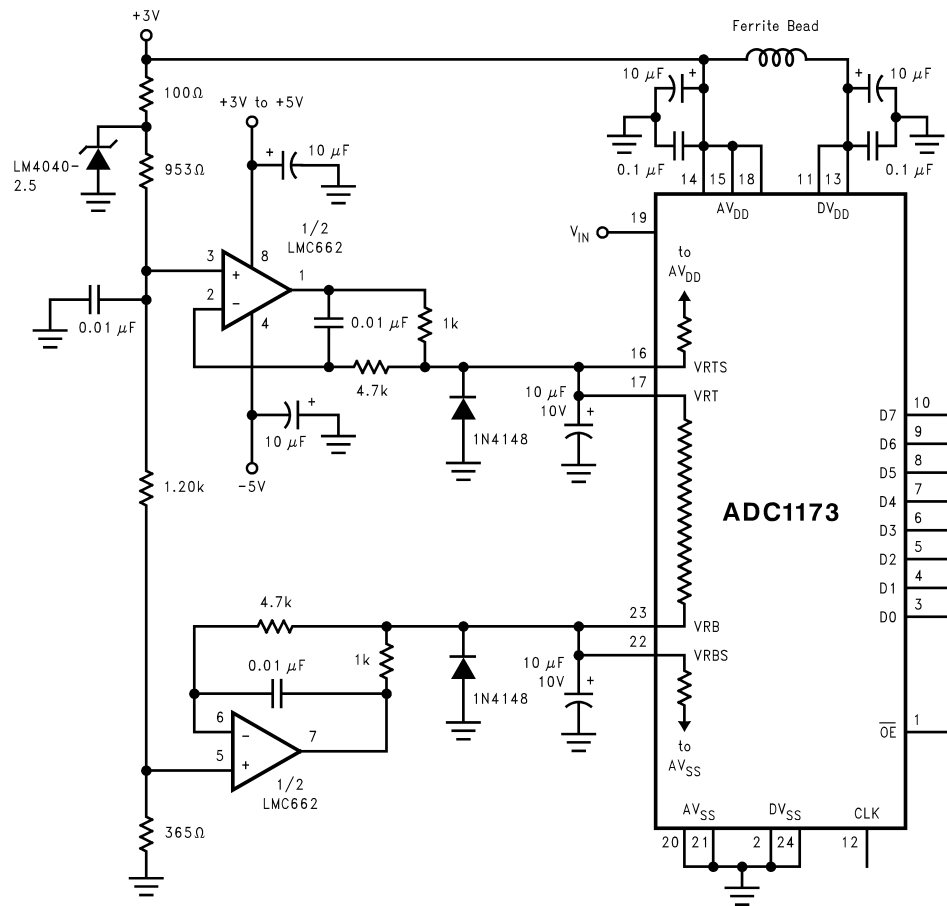 +3V
Ferrite Bead
100Ω
+3V to +5V
10 μF
+
+
10 μF
LM4040-
2.5
953Ω
+
10 μF
0.1 μF
0.1 μF
14
15
18
11
13
AVDD
DVDD
19
VIN
1/2
LMC662
3
+
8
1
2
−
4
to
AVDD
0.01 μF
0.01 μF
1k
4.7k
16
VRTS
17
VRT
10 μF
10V
+
1N4148
+
10 μF
-5V
1.20k
ADC1173
D7
10
D6
9
D5
8
D4
7
D3
6
D2
5
D1
4
D0
3
4.7k
23
VRB
22
VRBS
1k
0.01 μF
10 μF
10V
+
1N4148
6
−
7
5
+
1/2
LMC662
to
AVSS
OE
1
365Ω
AVSS
DVSS
CLK
20
21
2
24
12